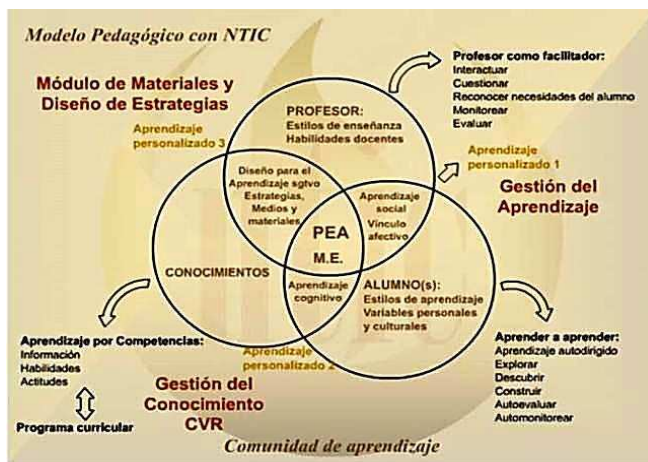 Modelo Pedagógico con NTIC
Módulo de Materiales y
Diseño de Estrategias
Aprendizaje
personalizado 3
PROFESOR:
Estilos de enseñanza
Habilidades docentes
Profesor como facilitador:
Interactuar
Cuestionar
Reconocer necesidades del alumno
Monitorear
Evaluar
Aprendizaje
personalizado 1
Gestión del
Aprendizaje
Diseño para el
Aprendizaje sgtvo
Estrategias,
Medios y
materiales
Aprendizaje
social
Vínculo
afectivo
PEA
M.E.
CONOCIMIENTOS
Aprendizaje
cognitivo
ALUMNO(s):
Estilos de aprendizaje
Variables personales
y culturales
Aprendizaje por Competencias:
Información
Habilidades
Actitudes
Programa curricular
Aprendizaje
personalizado 2
Gestión del
Conocimiento
CVR
Aprender a aprender:
Aprendizaje autodirigido
Explorar
Descubrir
Construir
Autoevaluar
Automonitorear
Comunidad de aprendizaje